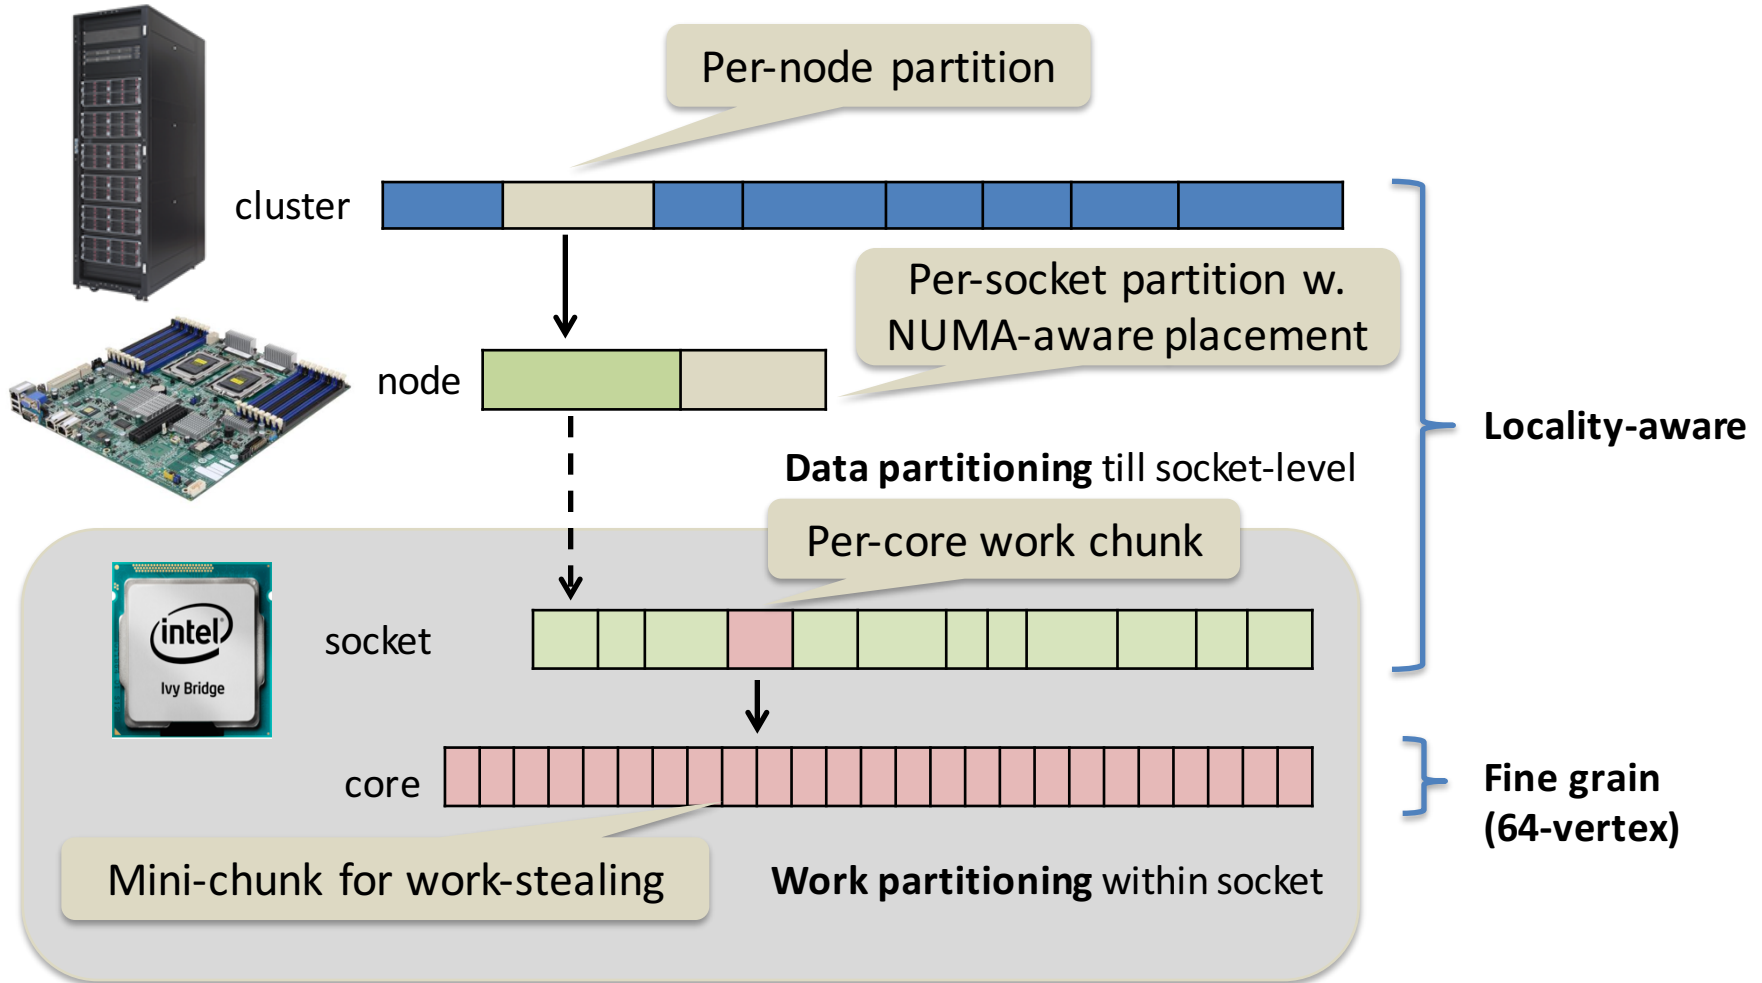 Per-node partition
cluster
Per-socket partition w.
NUMA-aware placement
node
Locality-aware
Data partitioning till socket-level
Per-core work chunk
intel
Ivy Bridge
socket
core
Fine grain
(64-vertex)
Mini-chunk for work-stealing
Work partitioning within socket